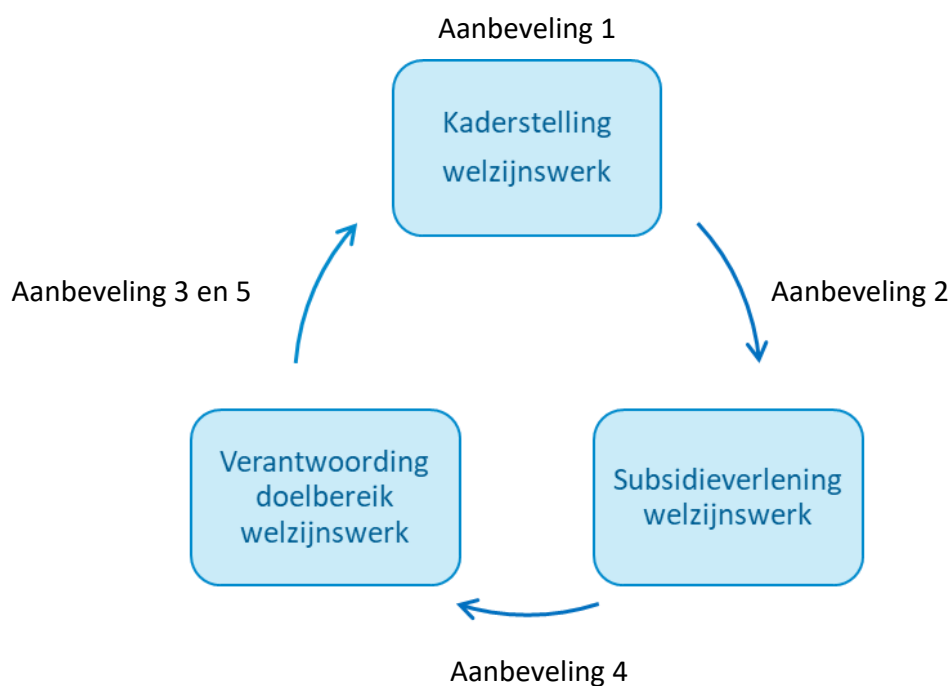 Aanbeveling 1
Kaderstelling
welzijnswerk
Aanbeveling 3 en 5
Aanbeveling 2
Verantwoording
doelbereik
welzijnswerk
Subsidieverlening
welzijnswerk
Aanbeveling 4